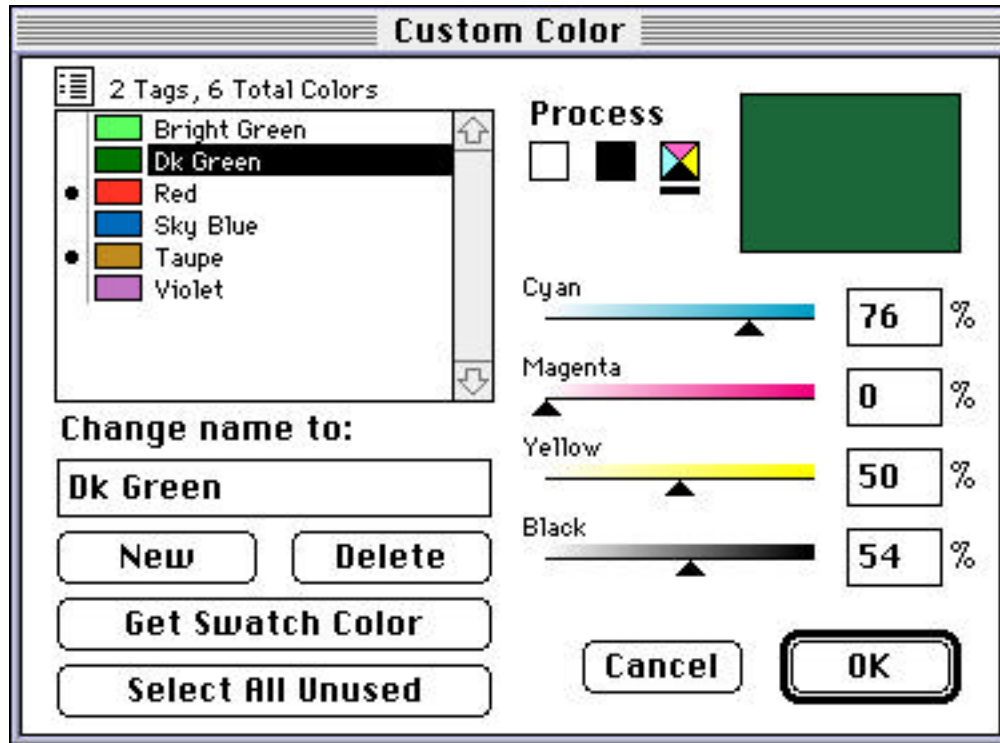 Custom Color
2 Tags, 6 Total Colors
Bright Green
Dk Green
Red
Sky Blue
Taupe
Violet
Change name to:
Dk Green
New
Delete
Get Swatch Color
Select All Unused
Process
Cyan
76 %
Magenta
0 %
Yellow
50 %
Black
54 %
Cancel
OK